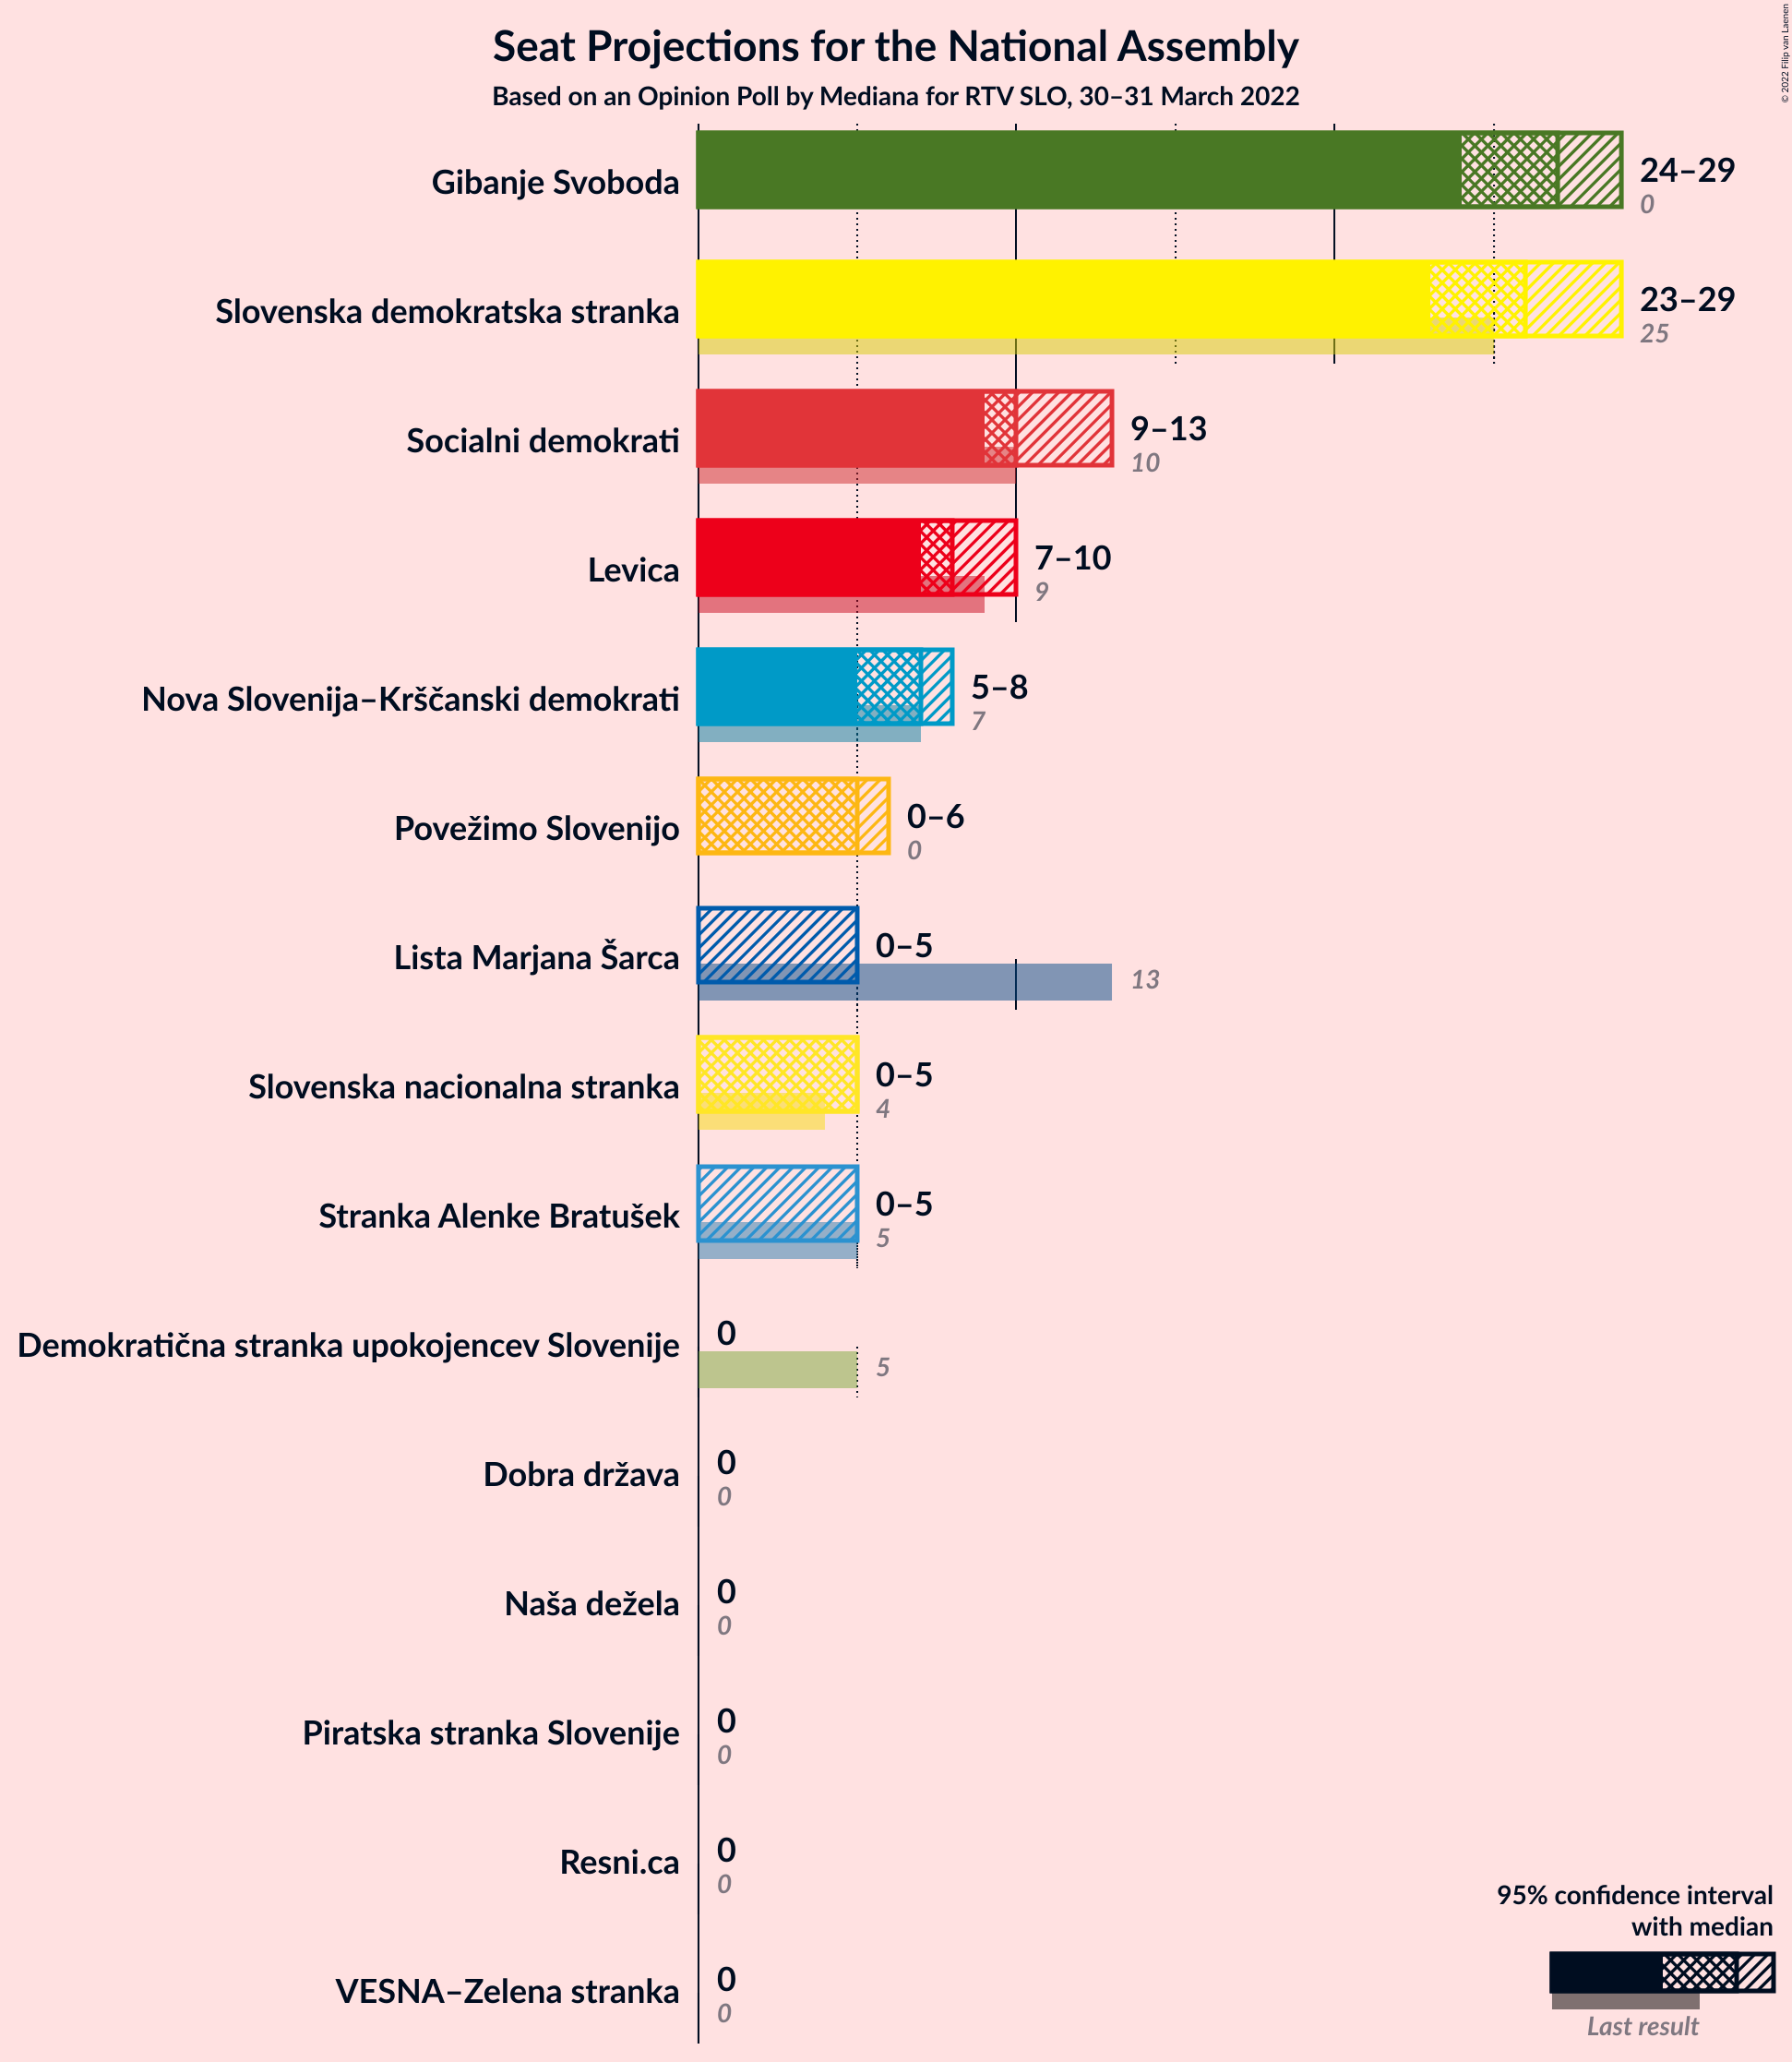 Seat Projections for the National Assembly
Based on an Opinion Poll by Mediana for RTV SLO, 30–31 March 2022
© 2022 Filip van Laenen
Gibanje Svoboda
24–29
0
Slovenska demokratska stranka
23–29
25
Socialni demokrati
9–13
10
Levica
7–10
9
Nova Slovenija–Krščanski demokrati
5–8
7
Povežimo Slovenijo
0–6
0
Lista Marjana Šarca
0–5
13
Slovenska nacionalna stranka
0–5
4
Stranka Alenke Bratušek
0–5
5
Demokratična stranka upokojencev Slovenije
0
5
Dobra država
0
0
Naša dežela
0
0
Piratska stranka Slovenije
0
0
Resni.ca
0
0
VESNA–Zelena stranka
0
0
95% confidence interval
with median
Last result